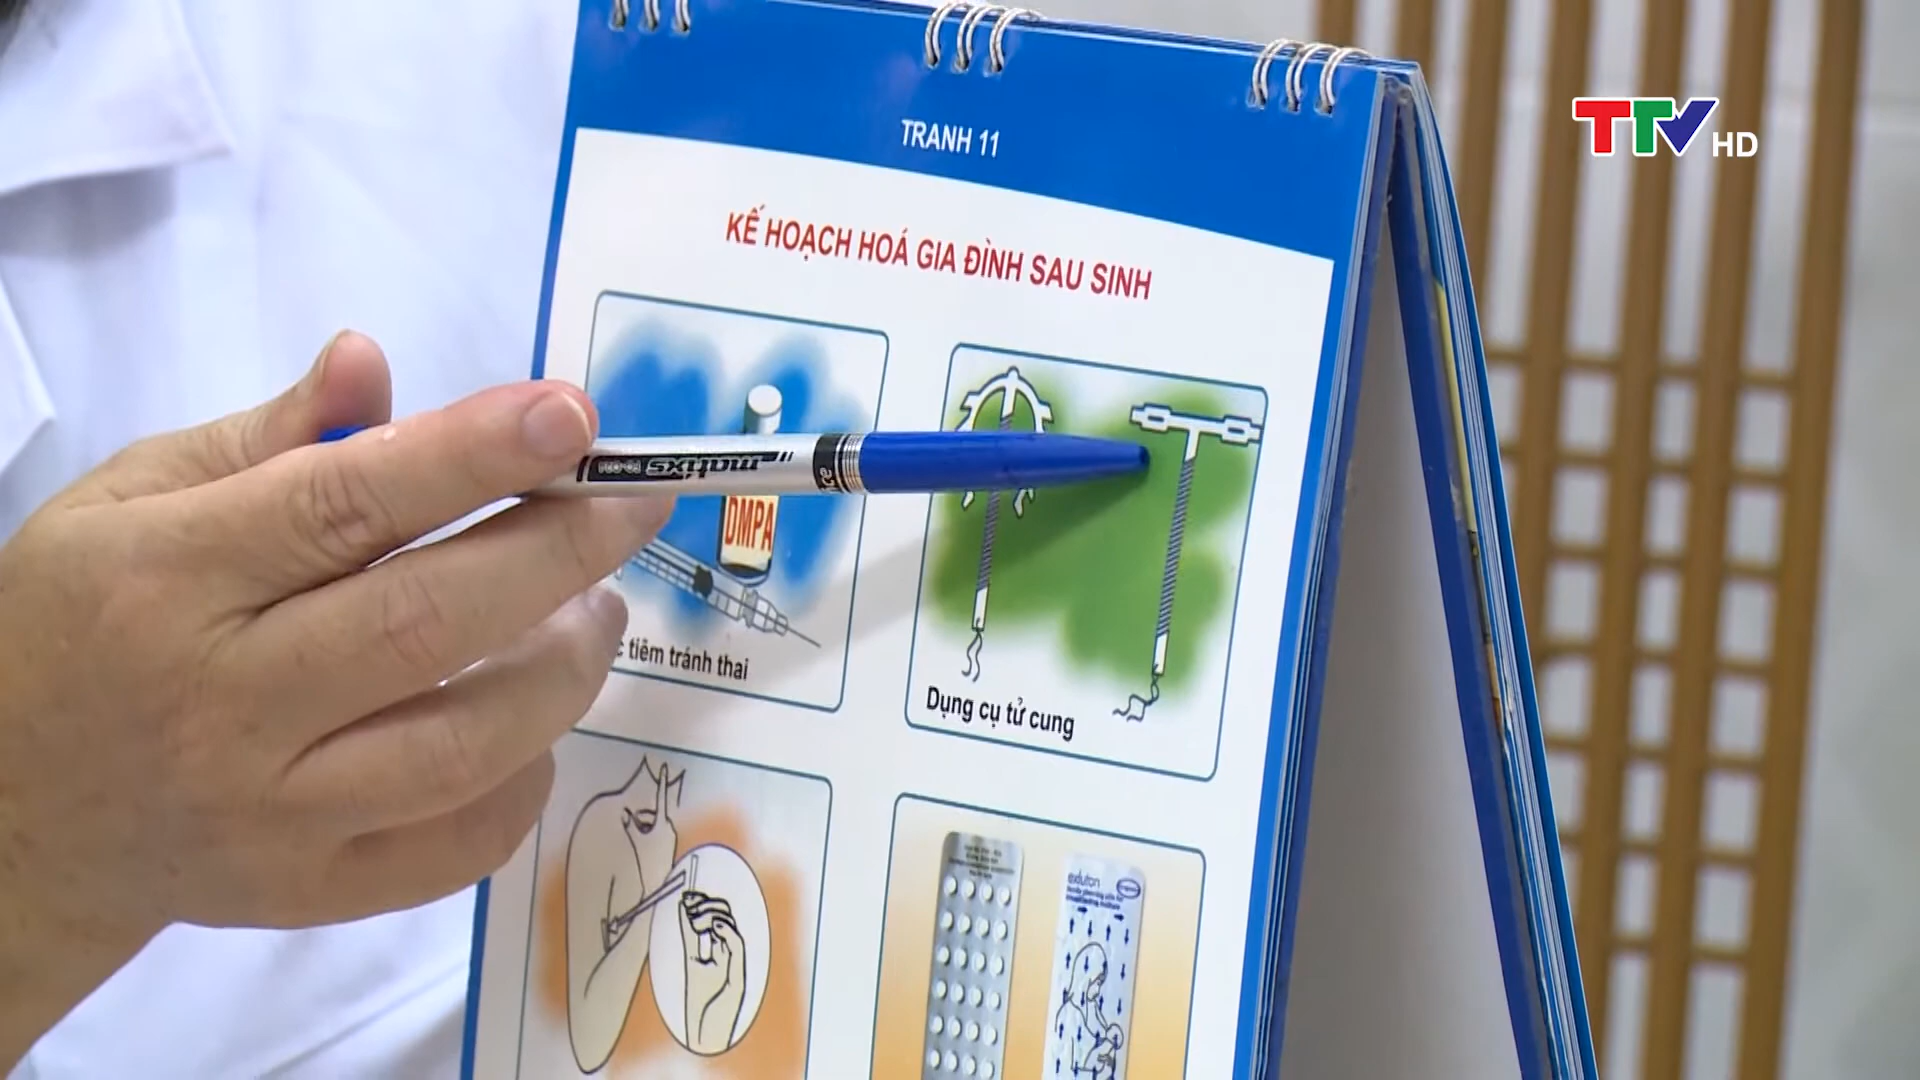 TTV HD
TRANH 11
KẾ HOẠCH HOÁ GIA ĐÌNH SAU SINH
matixs
DMPA
tiêm tránh thai
Dụng cụ tử cung
exluton